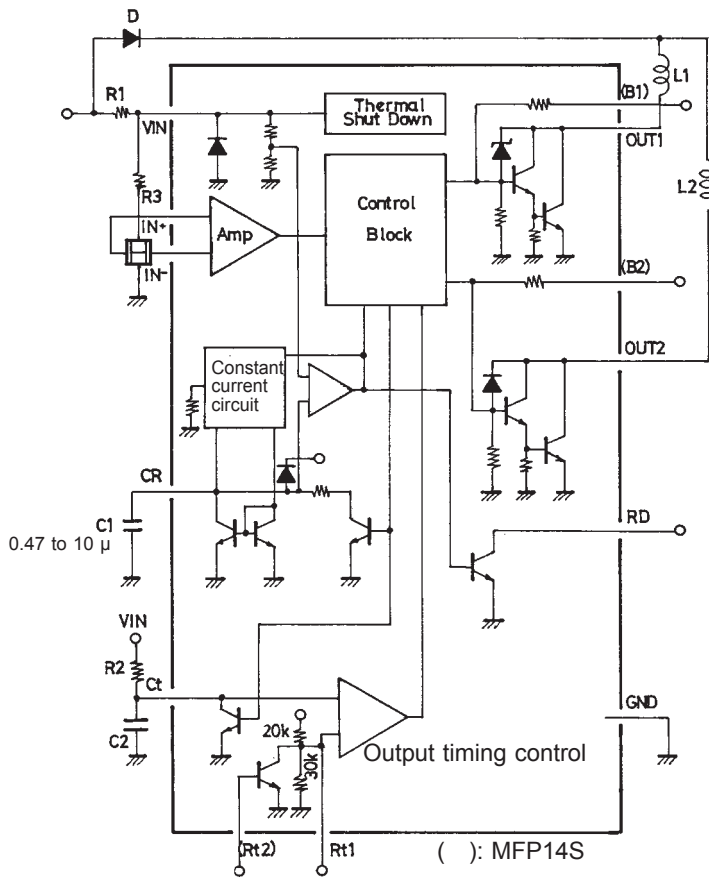 D
L1
R1
(B1)
VIN
Thermal
Shut Down
OUT1
R3
L2
IN+
Amp
Control
Block
IN-
(B2)
OUT2
Constant
current
circuit
CR
C1
0.47 to 10 µ
RD
VIN
R2
Ct
C2
GND
20k
30k
Output timing control
(Rt2)
Rt1
( ): MFP14S